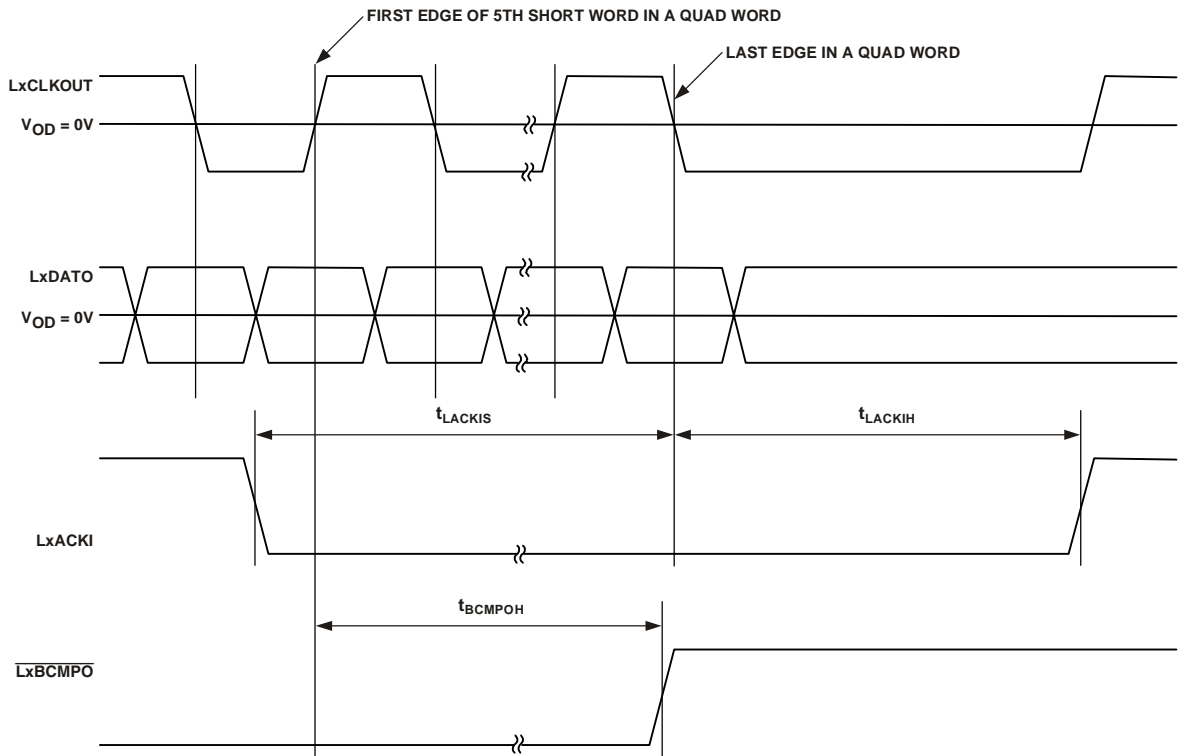 FIRST EDGE OF 5TH SHORT WORD IN A QUAD WORD
LAST EDGE IN A QUAD WORD
LxCLKOUT
VOD = 0V
LxDATO
VOD = 0V
tLACKIS
tLACKIH
LxACKI
tBCMPOH
LxBCMPO